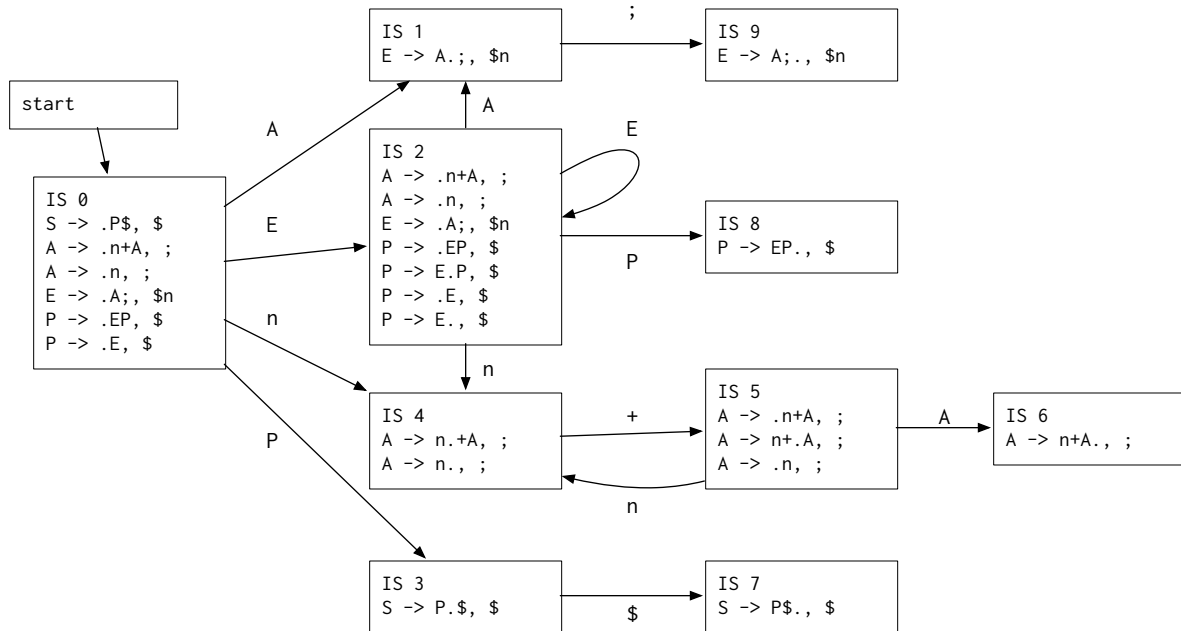 start
IS 0
S -> .P$, $
A -> .n+A, ;
A -> .n, ;
E -> .A;, $n
P -> .EP, $
P -> .E, $
A
E
n
P
IS 1
E -> A.;, $n
A
IS 2
A -> .n+A, ;
A -> .n, ;
E -> .A;, $n
P -> .EP, $
P -> E.P, $
P -> .E, $
P -> E., $
n
IS 4
A -> n.+A, ;
A -> n., ;
IS 3
S -> P.$, $
;
E
P
+
n
$
IS 9
E -> A;., $n
IS 8
P -> EP., $
IS 5
A -> .n+A, ;
A -> n+.A, ;
A -> .n, ;
A
IS 6
A -> n+A., ;
IS 7
S -> P$., $